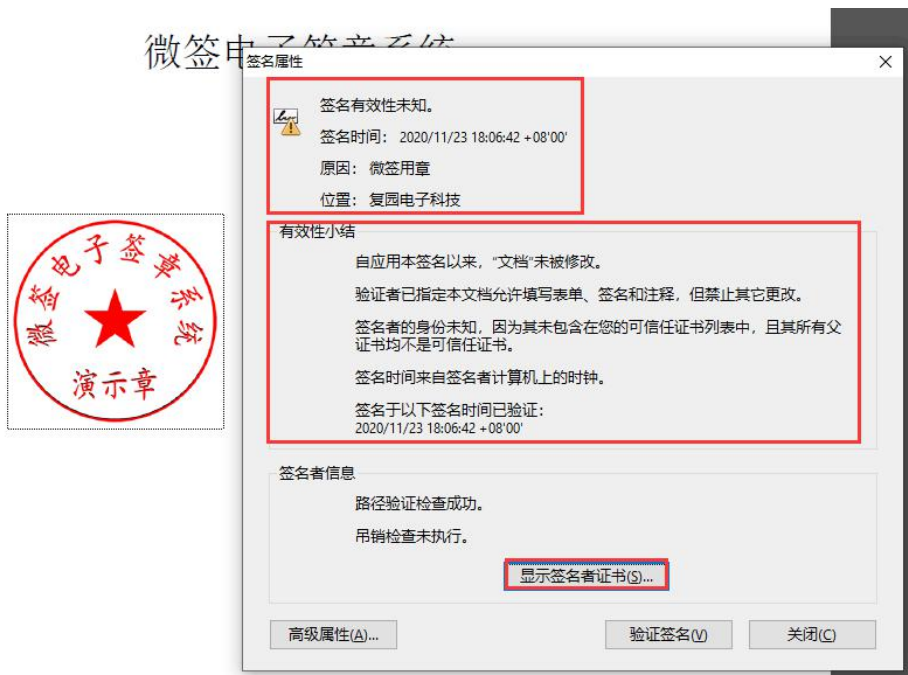 微签电子签章系统
签名属性
签名有效性未知。
签名时间： 2020/11/23 18:06:42 +08'00'
原因： 微签用章
位置： 复园电子科技
有效性小结
自应用本签名以来，"文档"未被修改。
验证者已指定本文档允许填写表单、签名和注释，但禁止其它更改。
签名者的身份未知，因为其未包含在您的可信任证书列表中，且其所有父
证书均不是可信任证书。
签名时间来自签名者计算机上的时钟。
签名于以下签名时间已验证：
2020/11/23 18:06:42 +08'00'
微签电子签章系统
演示章
签名者信息
路径验证检查成功。
吊销检查未执行。
显示签名者证书(S)...
高级属性(A)...
验证签名(V)
关闭(C)